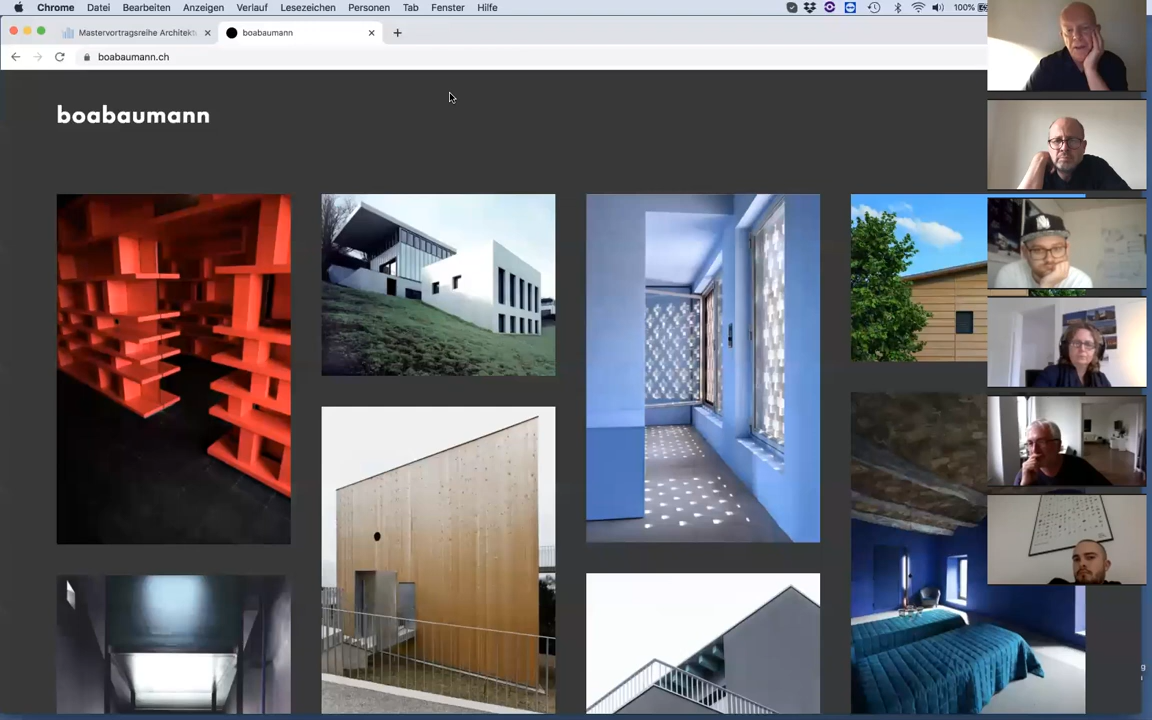 Chrome Datei Bearbeiten Anzeigen Verlauf Lesezeichen Personen Tab Fenster Hilfe 100%
Mastervortragsreihe Architekt
boabaumann
boabaumann.ch
boabaumann